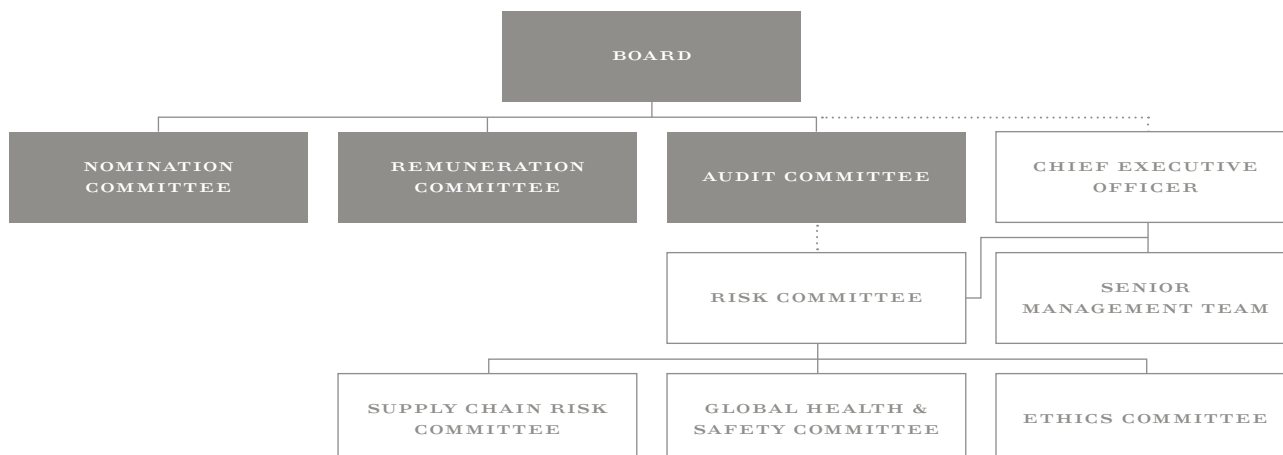 BOARD
NOMINATION
COMMITTEE
REMUNERATION
COMMITTEE
AUDIT COMMITTEE
CHIEF EXECUTIVE
OFFICER
RISK COMMITTEE
SENIOR
MANAGEMENT TEAM
SUPPLY CHAIN RISK
COMMITTEE
GLOBAL HEALTH &
SAFETY COMMITTEE
ETHICS COMMITTEE